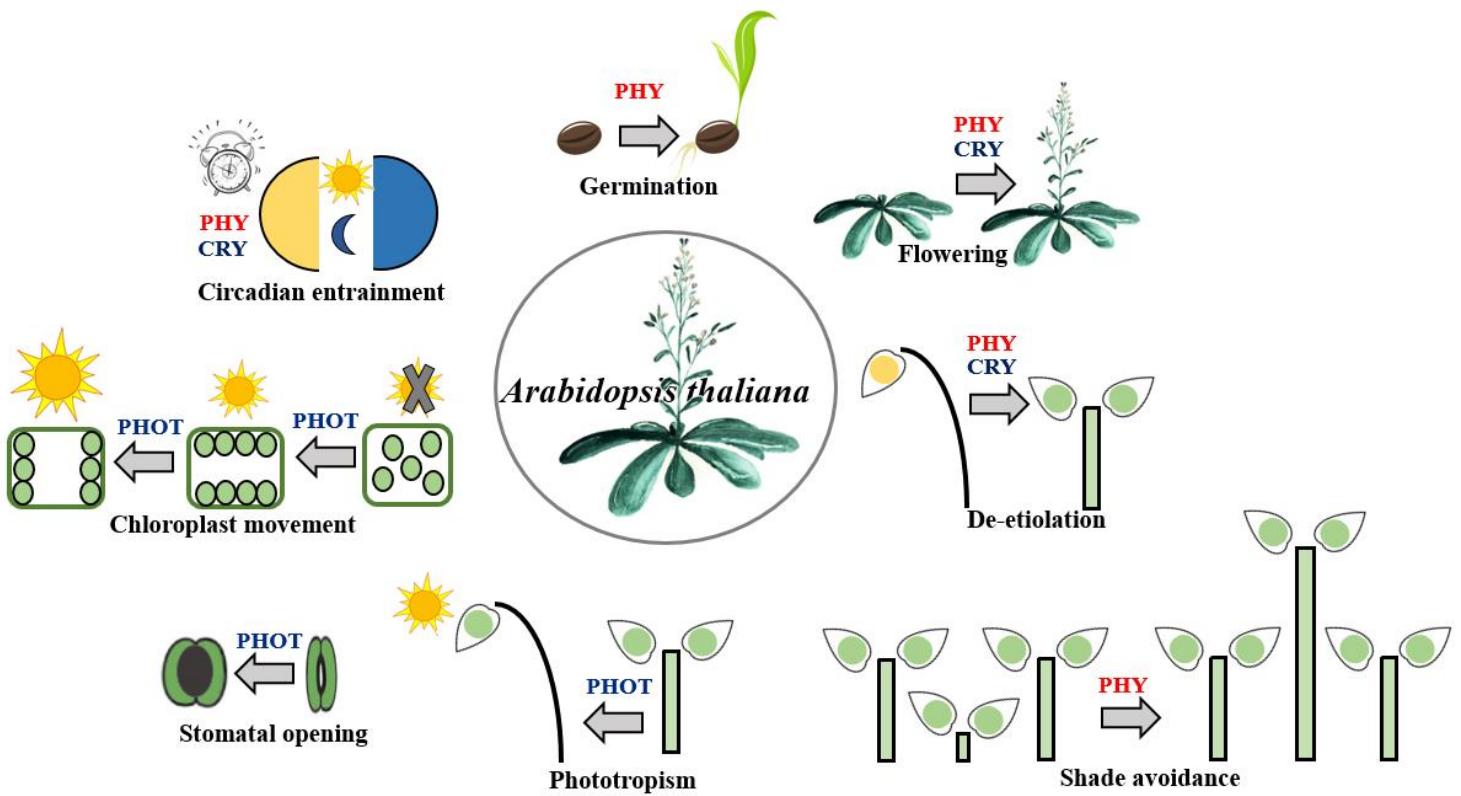 PHY
Germination
PHY
CRY
Flowering
PHY
CRY
Circadian entrainment
Arabidopsis thaliana
PHY
CRY
De-etiolation
PHOT
PHOT
Chloroplast movement
PHOT
Stomatal opening
PHOT
Phototropism
PHY
Shade avoidance